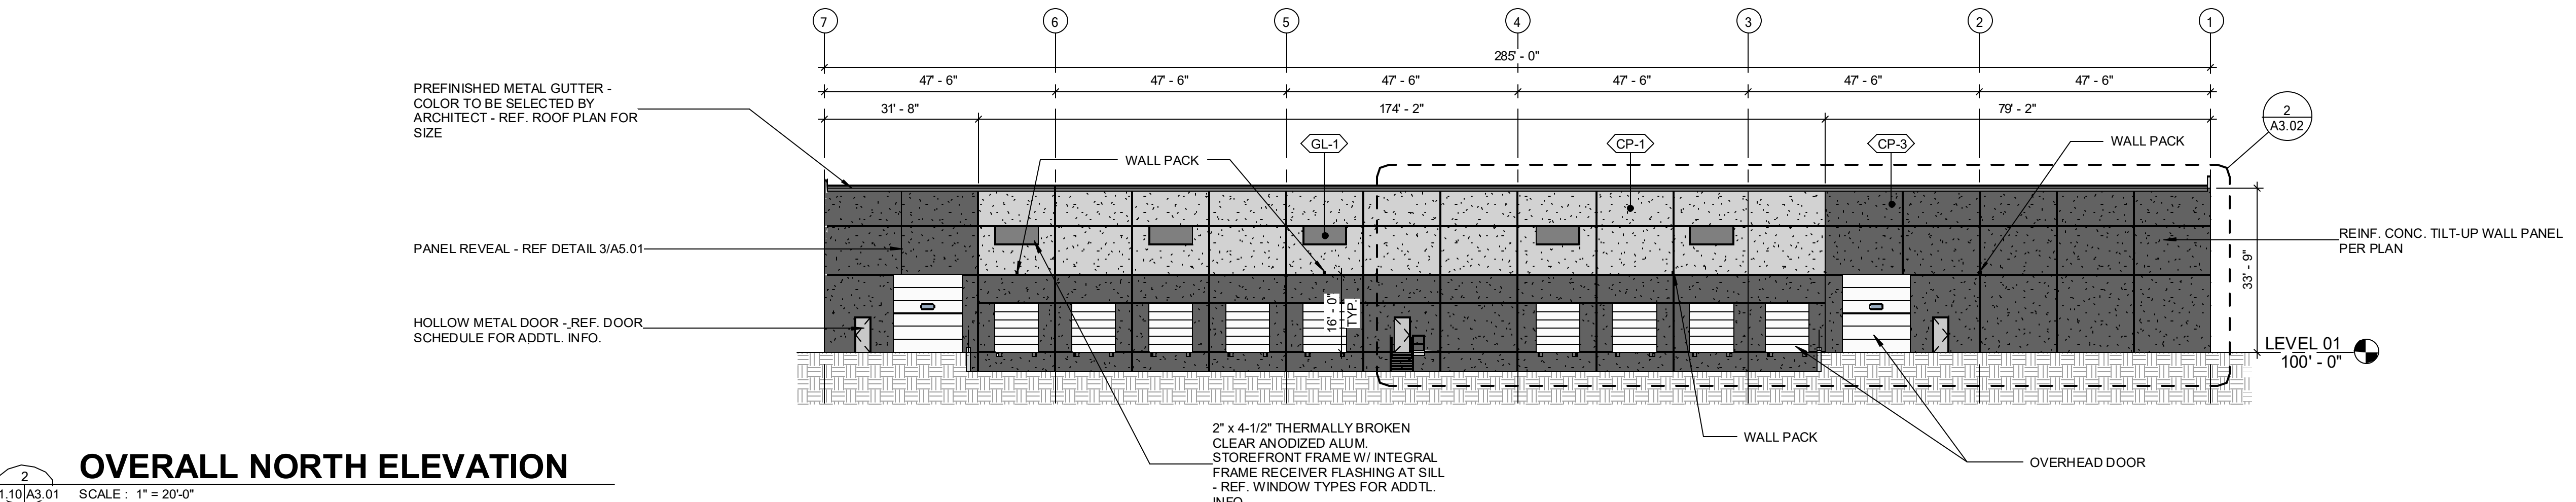 7
6
5
4
3
2
1
285' - 0"
47' - 6"
47' - 6"
47' - 6"
47' - 6"
47' - 6"
47' - 6"
31' - 8"
174' - 2"
79' - 2"
PREFINISHED METAL GUTTER -
COLOR TO BE SELECTED BY
ARCHITECT - REF. ROOF PLAN FOR
SIZE
2
A3.02
WALL PACK
GL-1
CP-1
CP-3
WALL PACK
PANEL REVEAL - REF DETAIL 3/A5.01
REINF. CONC. TILT-UP WALL PANEL
PER PLAN
33' - 9"
16' - 0"
TYP.
HOLLOW METAL DOOR - REF. DOOR
SCHEDULE FOR ADDTL. INFO.
LEVEL 01
100' - 0"
2" x 4-1/2" THERMALLY BROKEN
CLEAR ANODIZED ALUM.
STOREFRONT FRAME W/ INTEGRAL
FRAME RECEIVER FLASHING AT SILL
- REF. WINDOW TYPES FOR ADDTL.
INFO
WALL PACK
OVERHEAD DOOR
2
1.10 A3.01
OVERALL NORTH ELEVATION
SCALE : 1" = 20'-0"